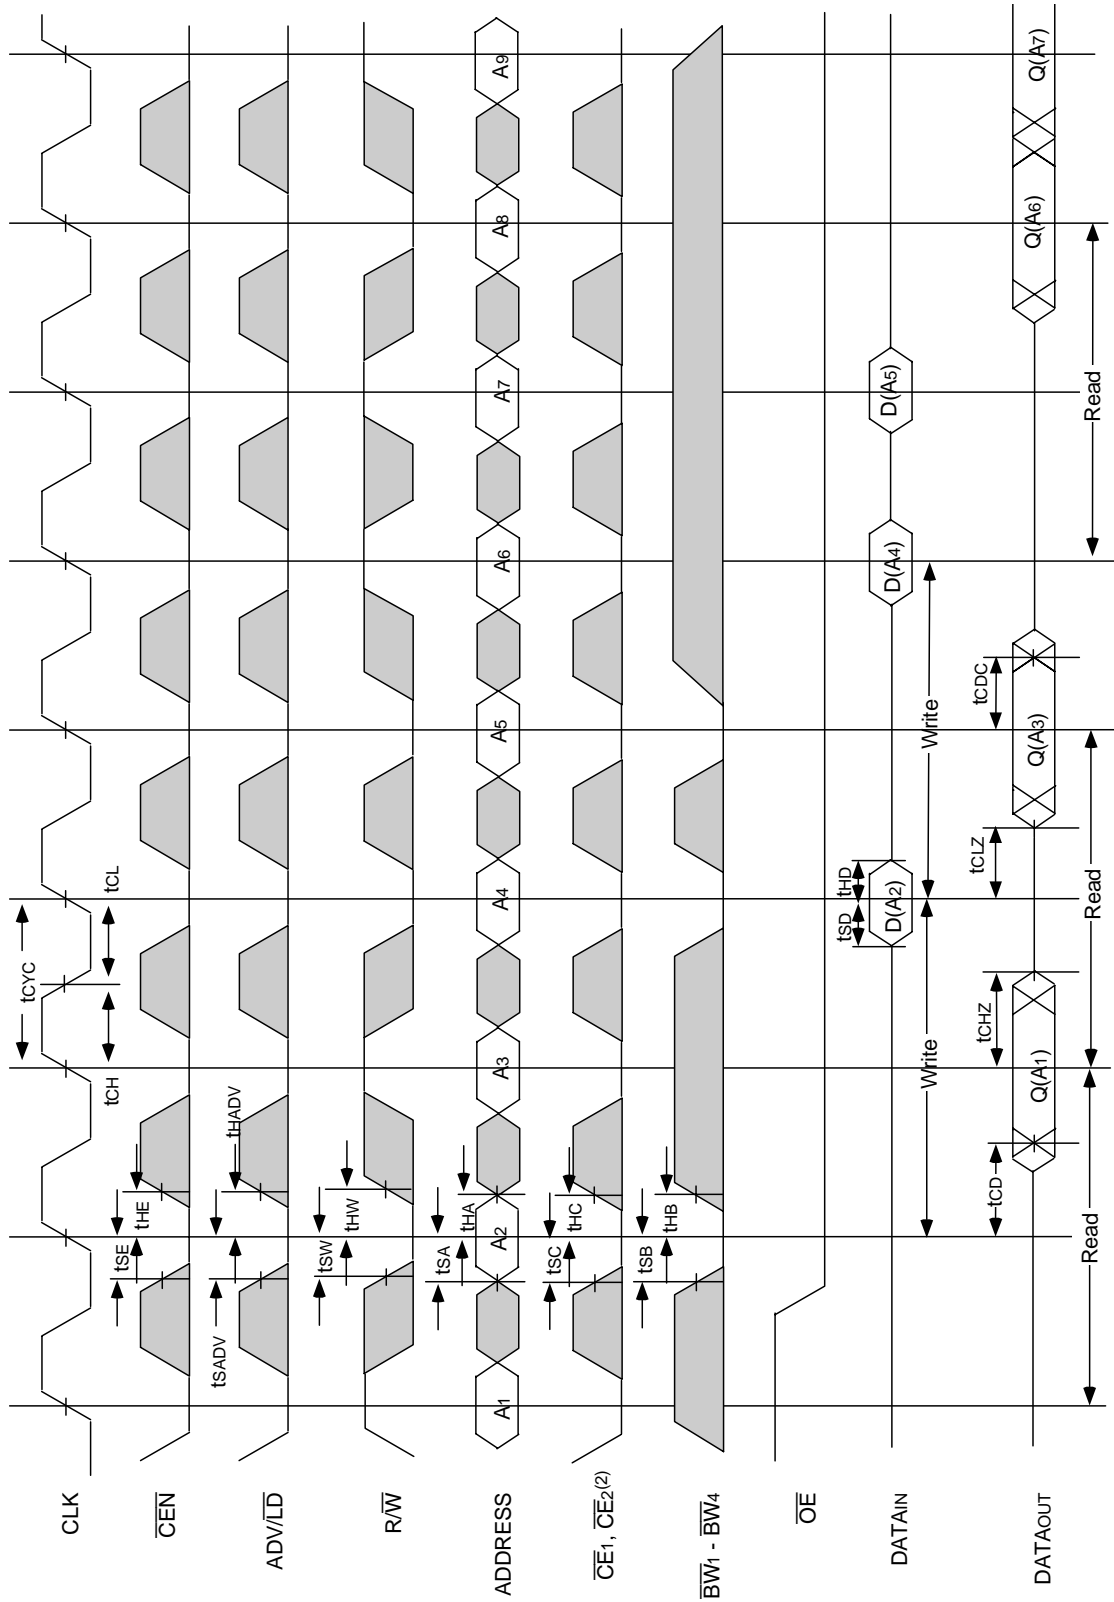 CLK
tCYC
tCH
tCL
CEN
tSE
tHE
ADV/LD
tSADV
tHADV
R/W
tSW
tHW
ADDRESS
A1
tSA
tHA
A2
A3
A4
A5
A6
A7
A8
A9
CE1, CE2(2)
tSC
tHC
BW1 - BW4
tSB
tHB
OE
DATAIN
tSD
tHD
D(A2)
D(A4)
D(A5)
Write
Write
DATAOUT
tCD
Q(A1)
tCHZ
tCLZ
Q(A3)
tCDC
Q(A6)
Q(A7)
Read
Read
Read